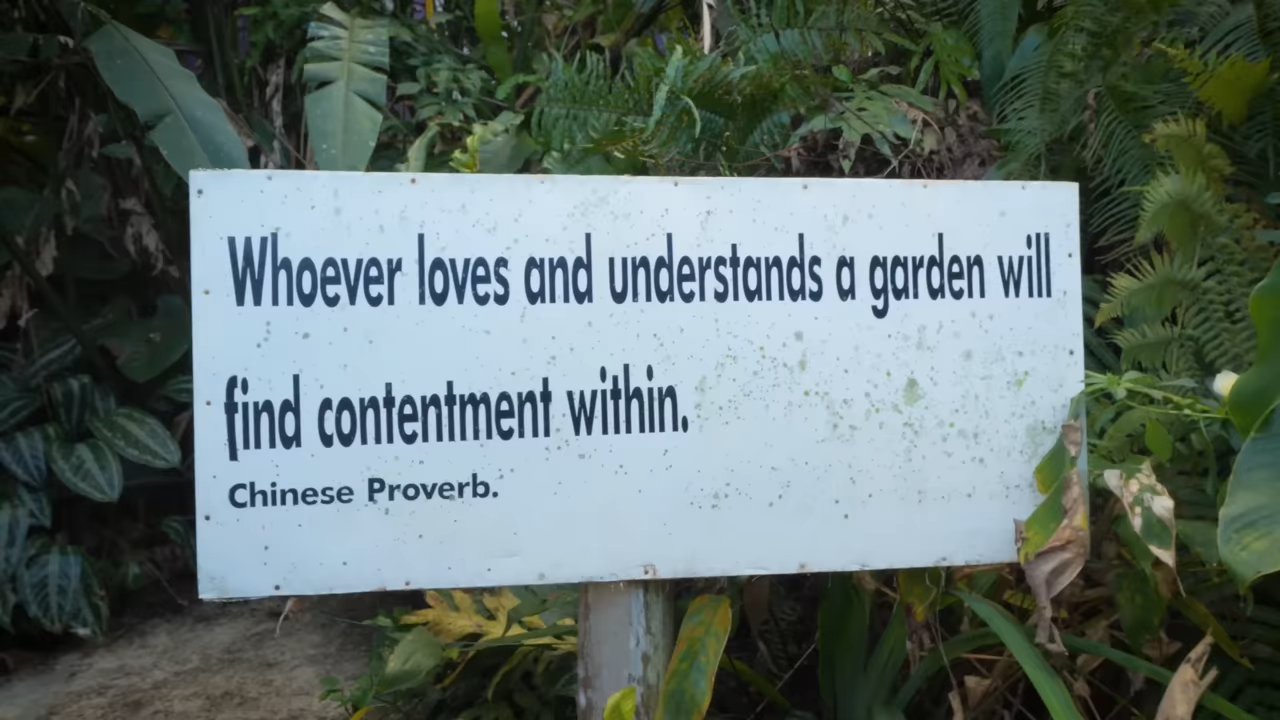 Whoever loves and understands a garden will
find contentment within.
Chinese Proverb.